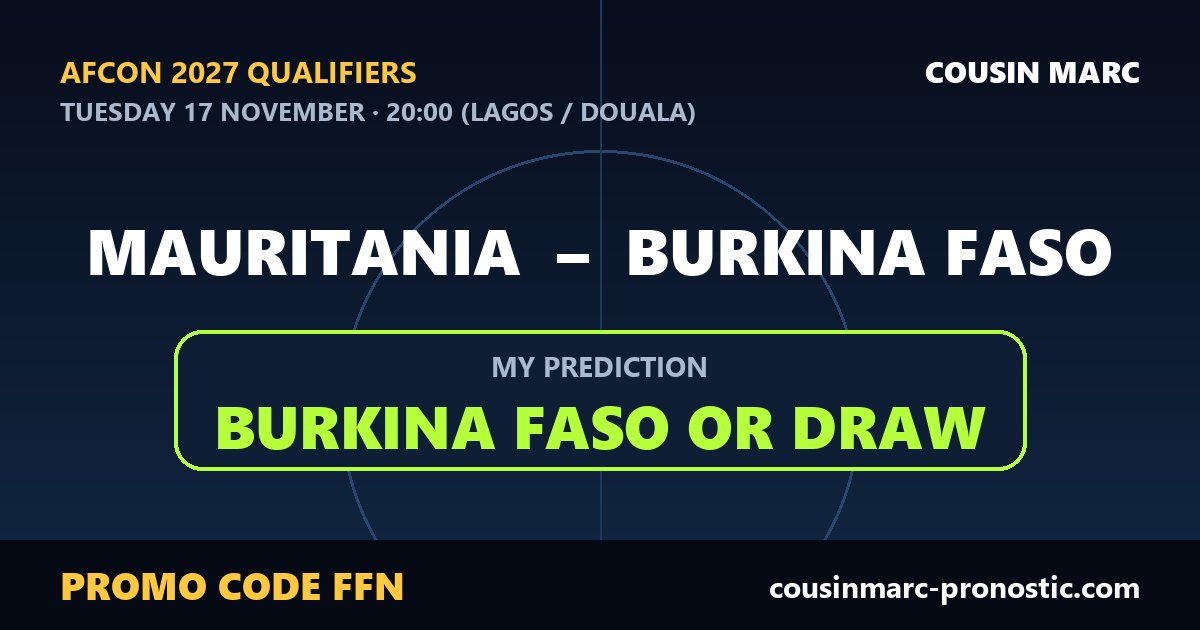 AFCON 2027 QUALIFIERS
COUSIN MARC
TUESDAY 17 NOVEMBER · 20:00 (LAGOS / DOUALA)
MAURITANIA – BURKINA FASO
MY PREDICTION
BURKINA FASO OR DRAW
PROMO CODE FFN
cousinmarc-pronostic.com